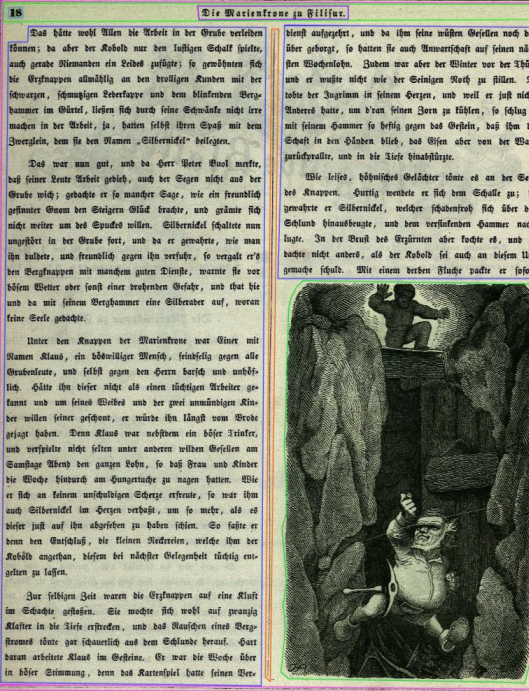 18
Die Marienkrone zu Filisur.
Das hätte wohl Allen die Arbeit in der Grube verleiden
können; da aber der Kobold nur den lustigen Schalk spielte,
auch gerade Niemanden ein Leides zufügte; so gewöhnten sich
die Erzknappen allmählig an den drolligen Kunden mit der
schwarzen, schmutzigen Lederkappe und dem blinkenden Berg-
hammer im Gürtel, ließen sich durch seine Schwänke nicht irre
machen in der Arbeit, ja, hatten selbst ihren Spaß mit dem
Zwerglein, dem sie den Namen „Silbernickel" beilegten.
Das war nun gut, und da Herr Peter Buol merkte,
daß seiner Leute Arbeit gedieh, auch der Segen nicht aus der
Grube wich; gedachte er so mancher Sage, wie ein freundlich
gesinnter Gnom den Steigern Glück brachte, und grämte sich
nicht weiter um des Spuckes willen. Silbernickel schaltete nun
ungestört in der Grube fort, und da er gewahrte, wie man
ihn duldete, und freundlich gegen ihn verfuhr, so vergalt er's
den Bergknappen mit manchem guten Dienste, warnte sie vor
bösem Wetter oder sonst einer drohenden Gefahr, und that hie
und da mit seinem Berghammer eine Silberader auf, woran
keine Seele gedachte.
Unter den Knappen der Marienkrone war Einer mit
Namen Klaus, ein böswilliger Mensch, feindselig gegen alle
Grubenleute, und selbst gegen den Herrn barsch und unhöf-
lich. Hätte ihn dieser nicht als einen tüchtigen Arbeiter ge-
kannt und um seines Weibes und der zwei unmündigen Kin-
der willen seiner geschont, er würde ihn längst vom Brode
gejagt haben. Denn Klaus war nebstdem ein böser Trinker,
und verspielte nicht selten unter anderen wilden Gesellen am
Samstage Abend den ganzen Lohn, so daß Frau und Kinder
die Woche hindurch am Hungertuche zu nagen hatten. Wie
er sich an keinem unschuldigen Scherze erfreute, so war ihm
auch Silbernickel im Herzen verhaßt, um so mehr, als es
dieser just auf ihn abgesehen zu haben schien. So faßte er
denn den Entschluß, die kleinen Neckereien, welche ihm der
Kobold angethan, diesem bei nächster Gelegenheit tüchtig ent-
gelten zu lassen.
Zur selbigen Zeit waren die Erzknappen auf eine Kluft
im Schachte gestoßen. Sie mochte sich wohl auf zwanzig
Klafter in die Tiefe erstrecken, und das Rauschen eines Berg-
stromes tönte gar schauerlich aus dem Schlunde herauf. Hart
daran arbeitete Klaus im Gesteine. Er war die Woche über
in böser Stimmung, denn das Kartenspiel hatte seinen Ver-
dienst aufgezehrt, und da ihm seine wüsten Gesellen noch
über geborgt, so hatten sie auch Anwartschaft auf seinen
sten Wochenlohn. Zudem war aber der Winter vor der
und er wußte nicht wie der Seinigen Noth zu stillen.
tobte der Ingrimm in seinem Herzen, und weil er just
Anderes hatte, um d'ran seinen Zorn zu kühlen, so schlug
mit seinem Hammer so heftig gegen das Gestein, daß ihm
Schaft in den Händen blieb, das Eisen aber von der
zurückprallte, und in die Tiefe hinabstürzte.
Wie leises, höhnisches Gelächter tönte es an der
des Knappen. Hurtig wendete er sich dem Schalle zu;
gewahrte er Silbernickel, welcher schadenfroh sich über
Schlund hinausbeugte, und dem versinkenden Hammer
lugte. In der Brust des Erzürnten aber kochte es, und
dachte nicht anders, als der Kobold sei auch an diesem
gemache schuld. Mit einem derben Fluche packte er